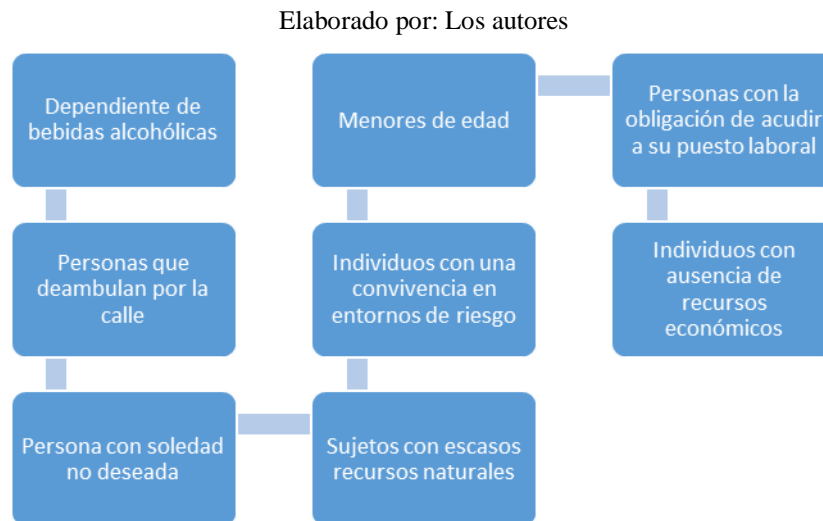 Elaborado por: Los autores
Dependiente de
bebidas alcohólicas
Personas que
deambulan por la
calle
Persona con soledad
no deseada
Sujetos con escasos
recursos naturales
Individuos con una
convivencia en
entornos de riesgo
Menores de edad
Personas con la
obligación de acudir
a su puesto laboral
Individuos con
ausencia de
recursos
económicos